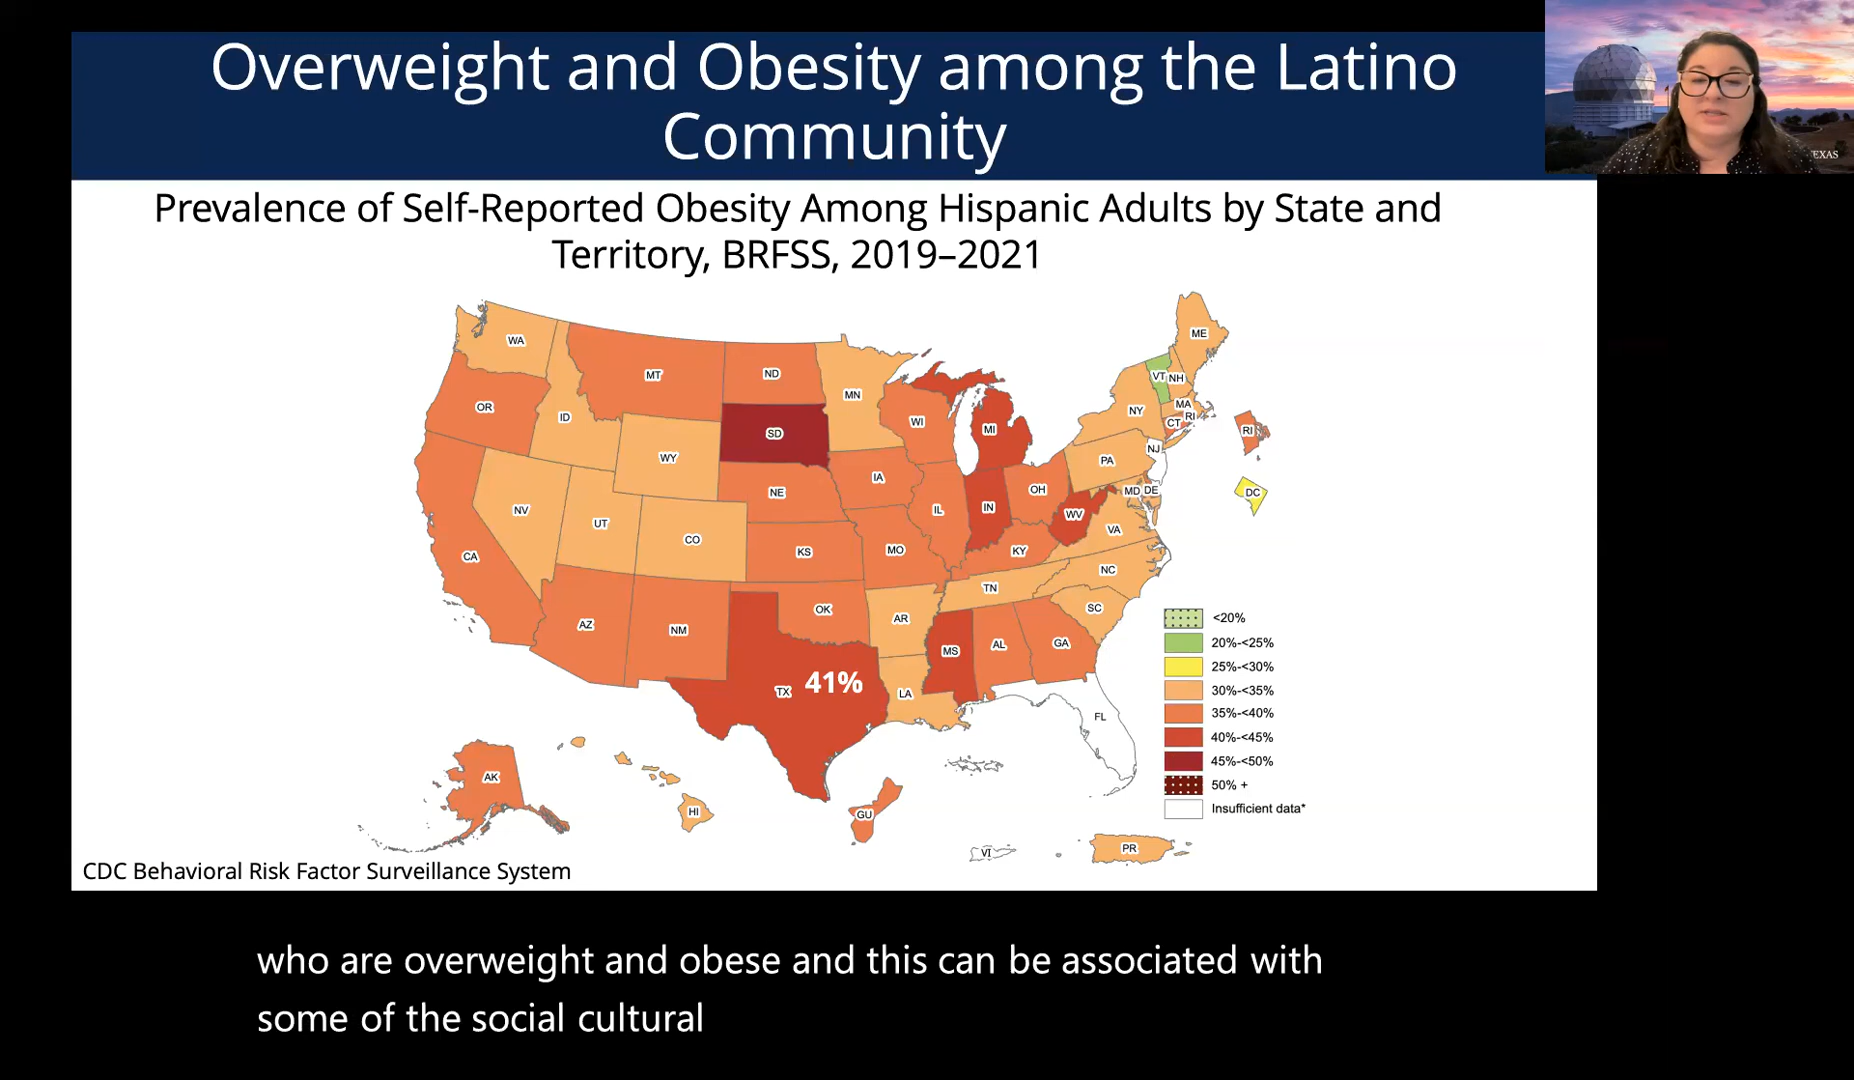 Overweight and Obesity among the Latino
Community
EXAS
Prevalence of Self-Reported Obesity Among Hispanic Adults by State and
Territory, BRFSS, 2019–2021
WA
MT
ND
MN
ME
VT
NH
OR
ID
SD
WI
MI
NY
MA
RI
CT
RI
WY
NJ
PA
IA
NE
OH
MD
DE
DC
NV
UT
CO
IL
IN
WV
VA
CA
KS
MO
KY
NC
TN
AZ
NM
OK
AR
SC
MS
AL
GA
TX
41%
LA
FL
AK
HI
GU
VI
PR
<20%
20%-<25%
25%-<30%
30%-<35%
35%-<40%
40%-<45%
45%-<50%
50% +
Insufficient data*
CDC Behavioral Risk Factor Surveillance System
who are overweight and obese and this can be associated with
some of the social cultural